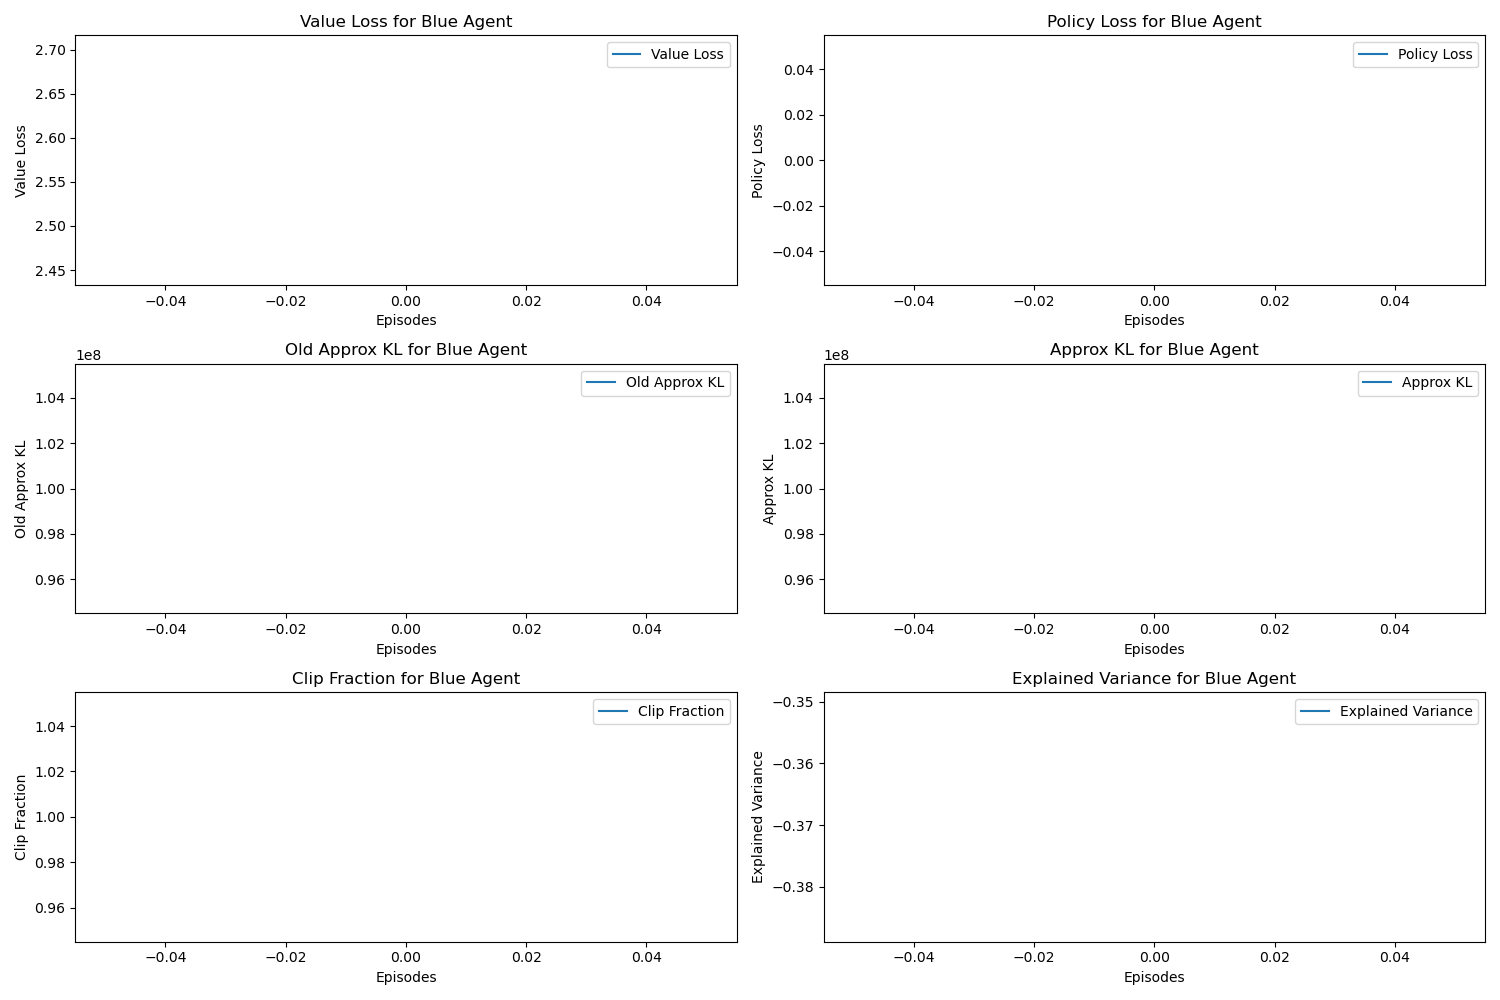 Value Loss for Blue Agent
Value Loss
2.70
2.65
2.60
2.55
2.50
2.45
Value Loss
−0.04 −0.02 0.00 0.02 0.04
Episodes
Policy Loss for Blue Agent
Policy Loss
0.04
0.02
0.00
−0.02
−0.04
Policy Loss
−0.04 −0.02 0.00 0.02 0.04
Episodes
Old Approx KL for Blue Agent
1e8
Old Approx KL
1.04
1.02
1.00
0.98
0.96
Old Approx KL
−0.04 −0.02 0.00 0.02 0.04
Episodes
Approx KL for Blue Agent
1e8
Approx KL
1.04
1.02
1.00
0.98
0.96
Approx KL
−0.04 −0.02 0.00 0.02 0.04
Episodes
Clip Fraction for Blue Agent
Clip Fraction
1.04
1.02
1.00
0.98
0.96
Clip Fraction
−0.04 −0.02 0.00 0.02 0.04
Episodes
Explained Variance for Blue Agent
Explained Variance
−0.35
−0.36
−0.37
−0.38
Explained Variance
−0.04 −0.02 0.00 0.02 0.04
Episodes